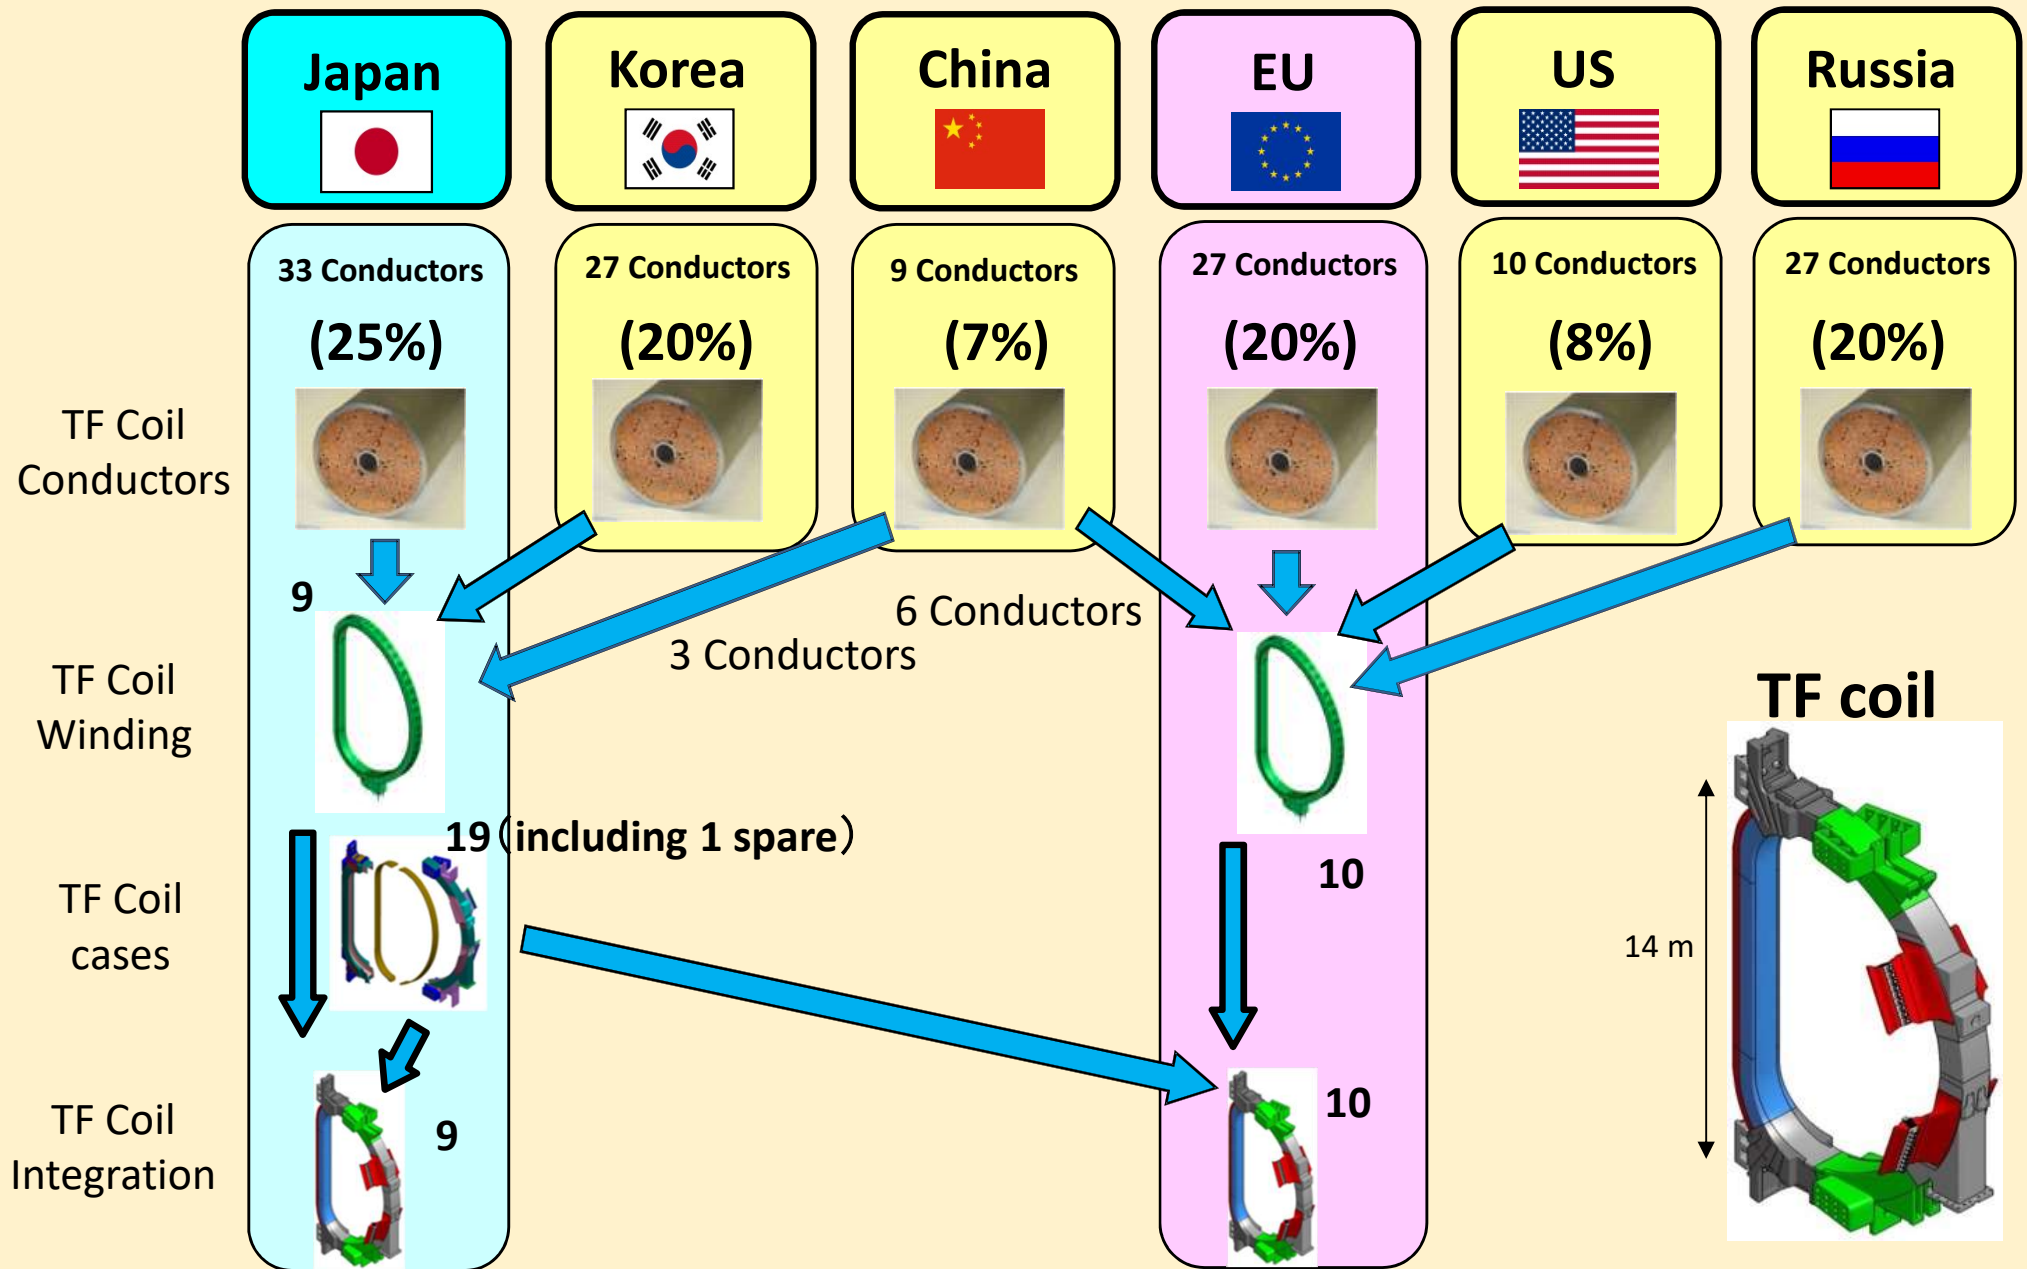 Japan
Korea
China
EU
US
Russia
33 Conductors
27 Conductors
9 Conductors
27 Conductors
10 Conductors
27 Conductors
(25%)
(20%)
(7%)
(20%)
(8%)
(20%)
TF Coil
Conductors
9
6 Conductors
3 Conductors
TF Coil
Winding
TF coil
19（including 1 spare）
10
TF Coil
cases
14 m
10
9
TF Coil
Integration